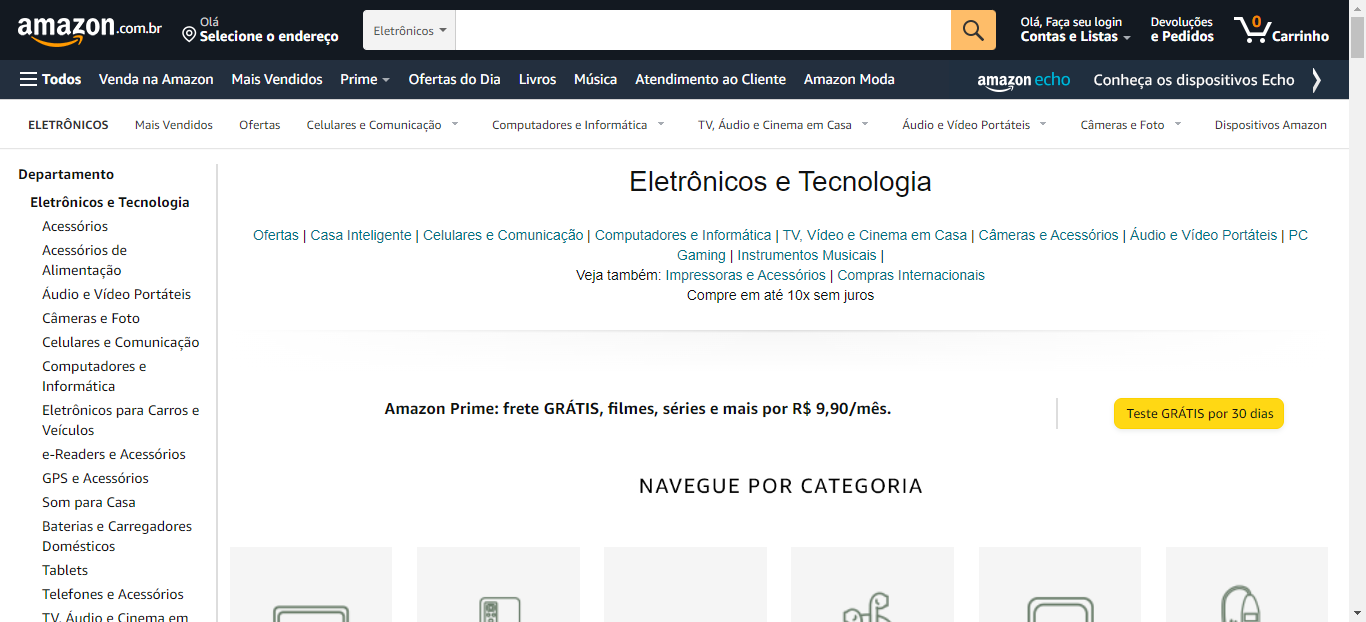 amazon.com.br
Olá
Selecione o endereço
Eletrônicos
Olá, Faça seu login
Contas e Listas
Devoluções
e Pedidos
0
Carrinho
Todos
Venda na Amazon
Mais Vendidos
Prime
Ofertas do Dia
Livros
Música
Atendimento ao Cliente
Amazon Moda
amazon echo
Conheça os dispositivos Echo
ELETRÔNICOS
Mais Vendidos
Ofertas
Celulares e Comunicação
Computadores e Informática
TV, Áudio e Cinema em Casa
Áudio e Vídeo Portáteis
Câmeras e Foto
Dispositivos Amazon
Departamento
Eletrônicos e Tecnologia
Acessórios
Acessórios de
Alimentação
Áudio e Vídeo Portáteis
Câmeras e Foto
Celulares e Comunicação
Computadores e
Informática
Eletrônicos para Carros e
Veículos
e-Readers e Acessórios
GPS e Acessórios
Som para Casa
Baterias e Carregadores
Domésticos
Tablets
Telefones e Acessórios
TV, Áudio e Cinema em
Eletrônicos e Tecnologia
Ofertas | Casa Inteligente | Celulares e Comunicação | Computadores e Informática | TV, Vídeo e Cinema em Casa | Câmeras e Acessórios | Áudio e Vídeo Portáteis | PC
Gaming | Instrumentos Musicais |
Veja também: Impressoras e Acessórios | Compras Internacionais
Compre em até 10x sem juros
Amazon Prime: frete GRÁTIS, filmes, séries e mais por R$ 9,90/mês.
Teste GRÁTIS por 30 dias
NAVEGUE POR CATEGORIA